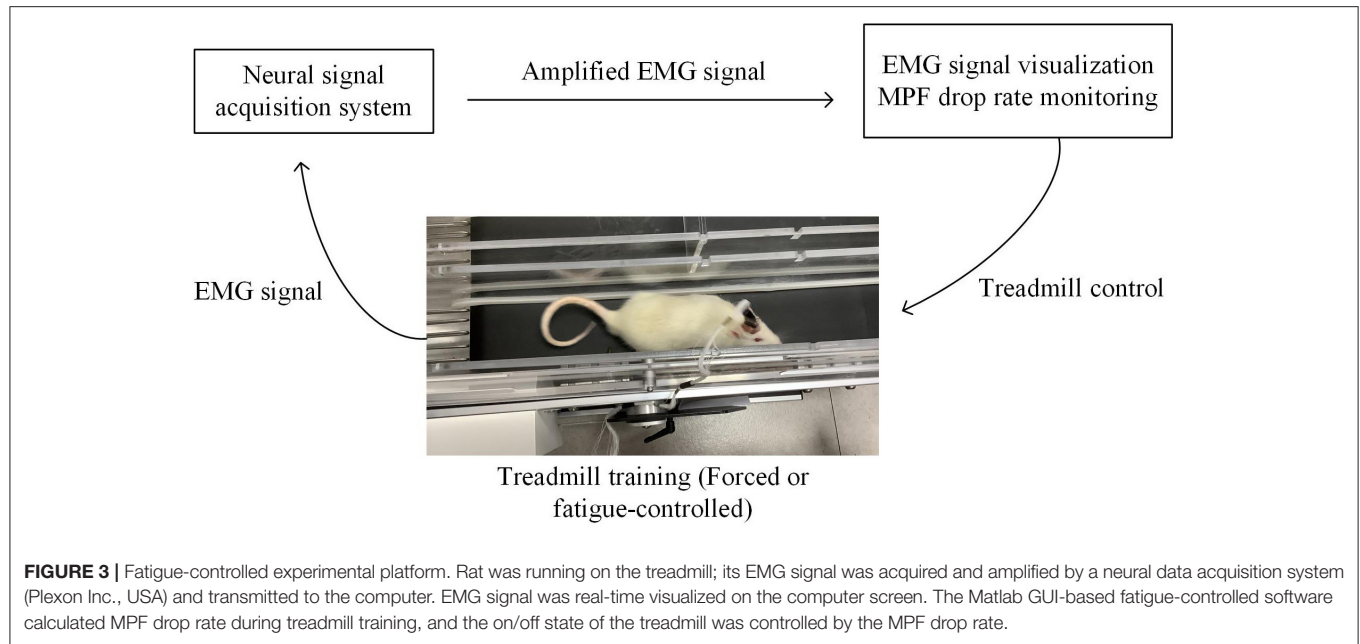 Neural signal
acquisition system
Amplified EMG signal
EMG signal visualization
MPF drop rate monitoring
EMG signal
Treadmill control
Treadmill training (Forced or
fatigue-controlled)
FIGURE 3 | Fatigue-controlled experimental platform. Rat was running on the treadmill; its EMG signal was acquired and amplified by a neural data acquisition system
(Plexon Inc., USA) and transmitted to the computer. EMG signal was real-time visualized on the computer screen. The Matlab GUI-based fatigue-controlled software
calculated MPF drop rate during treadmill training, and the on/off state of the treadmill was controlled by the MPF drop rate.